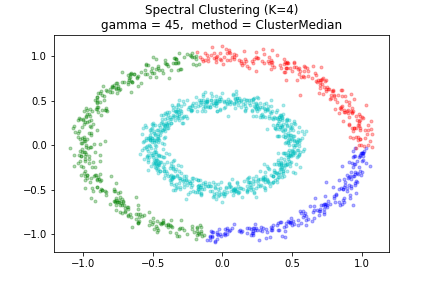 Spectral Clustering (K=4)
gamma = 45,  method = ClusterMedian
1.0
0.5
0.0
−0.5
−1.0
−1.0 −0.5 0.0 0.5 1.0